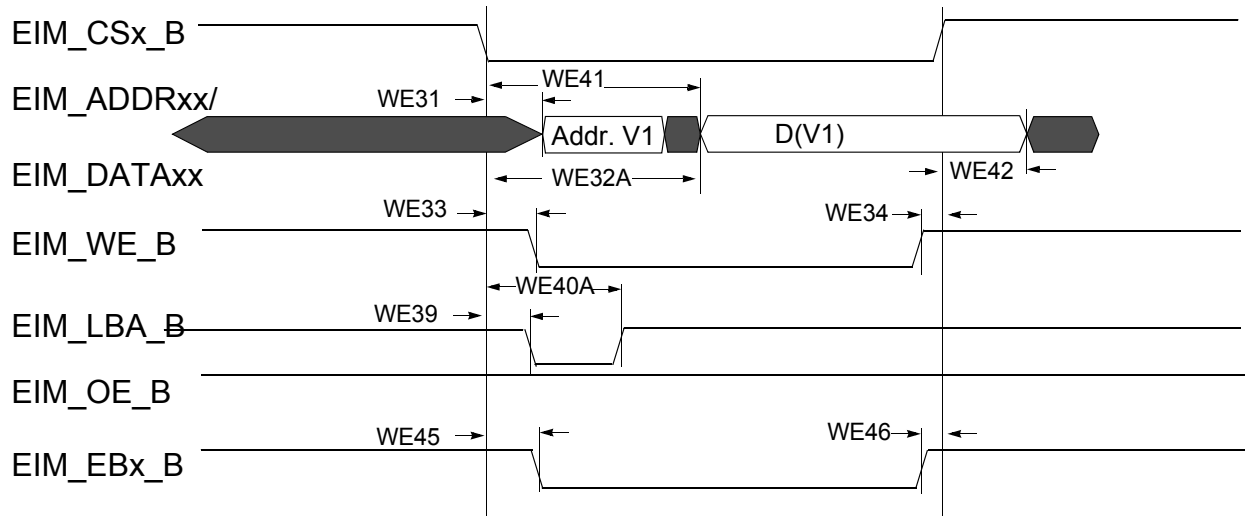 EIM_CSx_B
WE41
EIM_ADDRxx/
WE31
Addr. V1
D(V1)
EIM_DATAxx
WE32A
WE42
WE33
WE34
EIM_WE_B
WE40A
WE39
EIM_LBA_B
EIM_OE_B
WE45
WE46
EIM_EBx_B